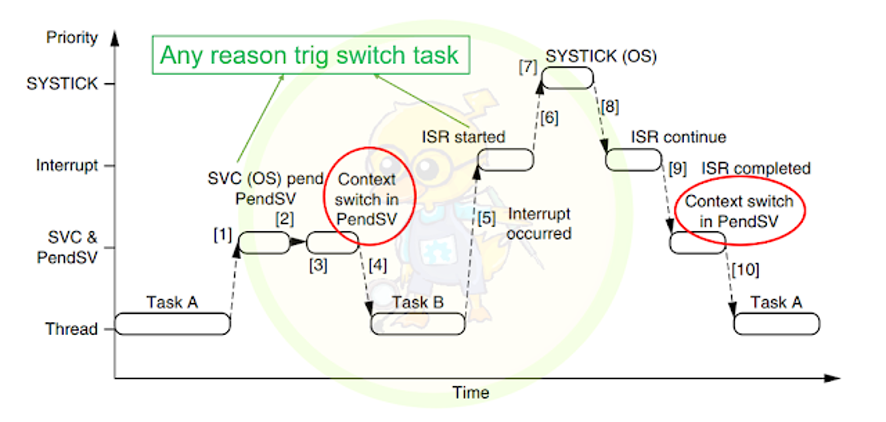 Priority
Any reason trig switch task
SYSTICK
[7]
SYSTICK (OS)
[6]
[8]
ISR started
ISR continue
Interrupt
[9]
ISR completed
SVC (OS) pend
PendSV
Context
switch in
PendSV
Context switch
in PendSV
[1]
[2]
[5]
Interrupt
occurred
SVC &
PendSV
[3]
[4]
[10]
Task A
Task B
Task A
Thread
Time